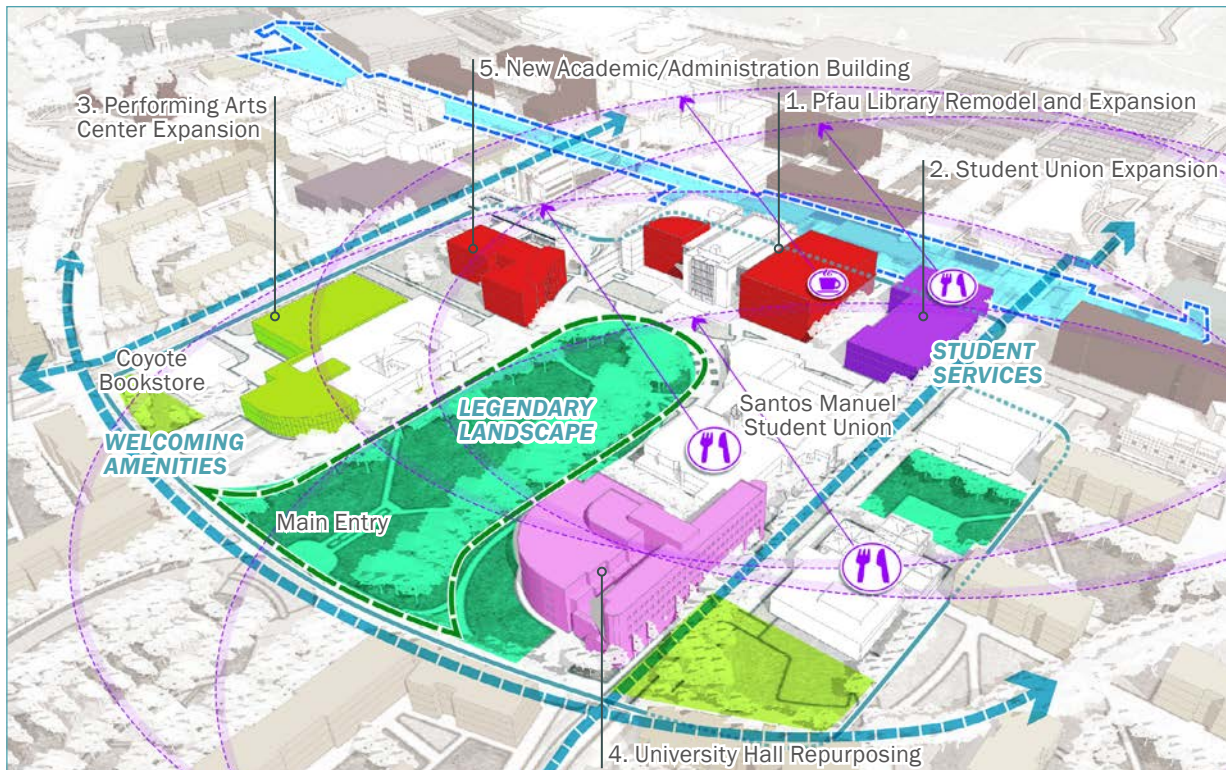 5. New Academic/Administration Building
3. Performing Arts
Center Expansion
1. Pfau Library Remodel and Expansion
2. Student Union Expansion
Coyote
Bookstore
WELCOMING
AMENITIES
LEGENDARY
LANDSCAPE
STUDENT
SERVICES
Santos Manuel
Student Union
Main Entry
4. University Hall Repurposing